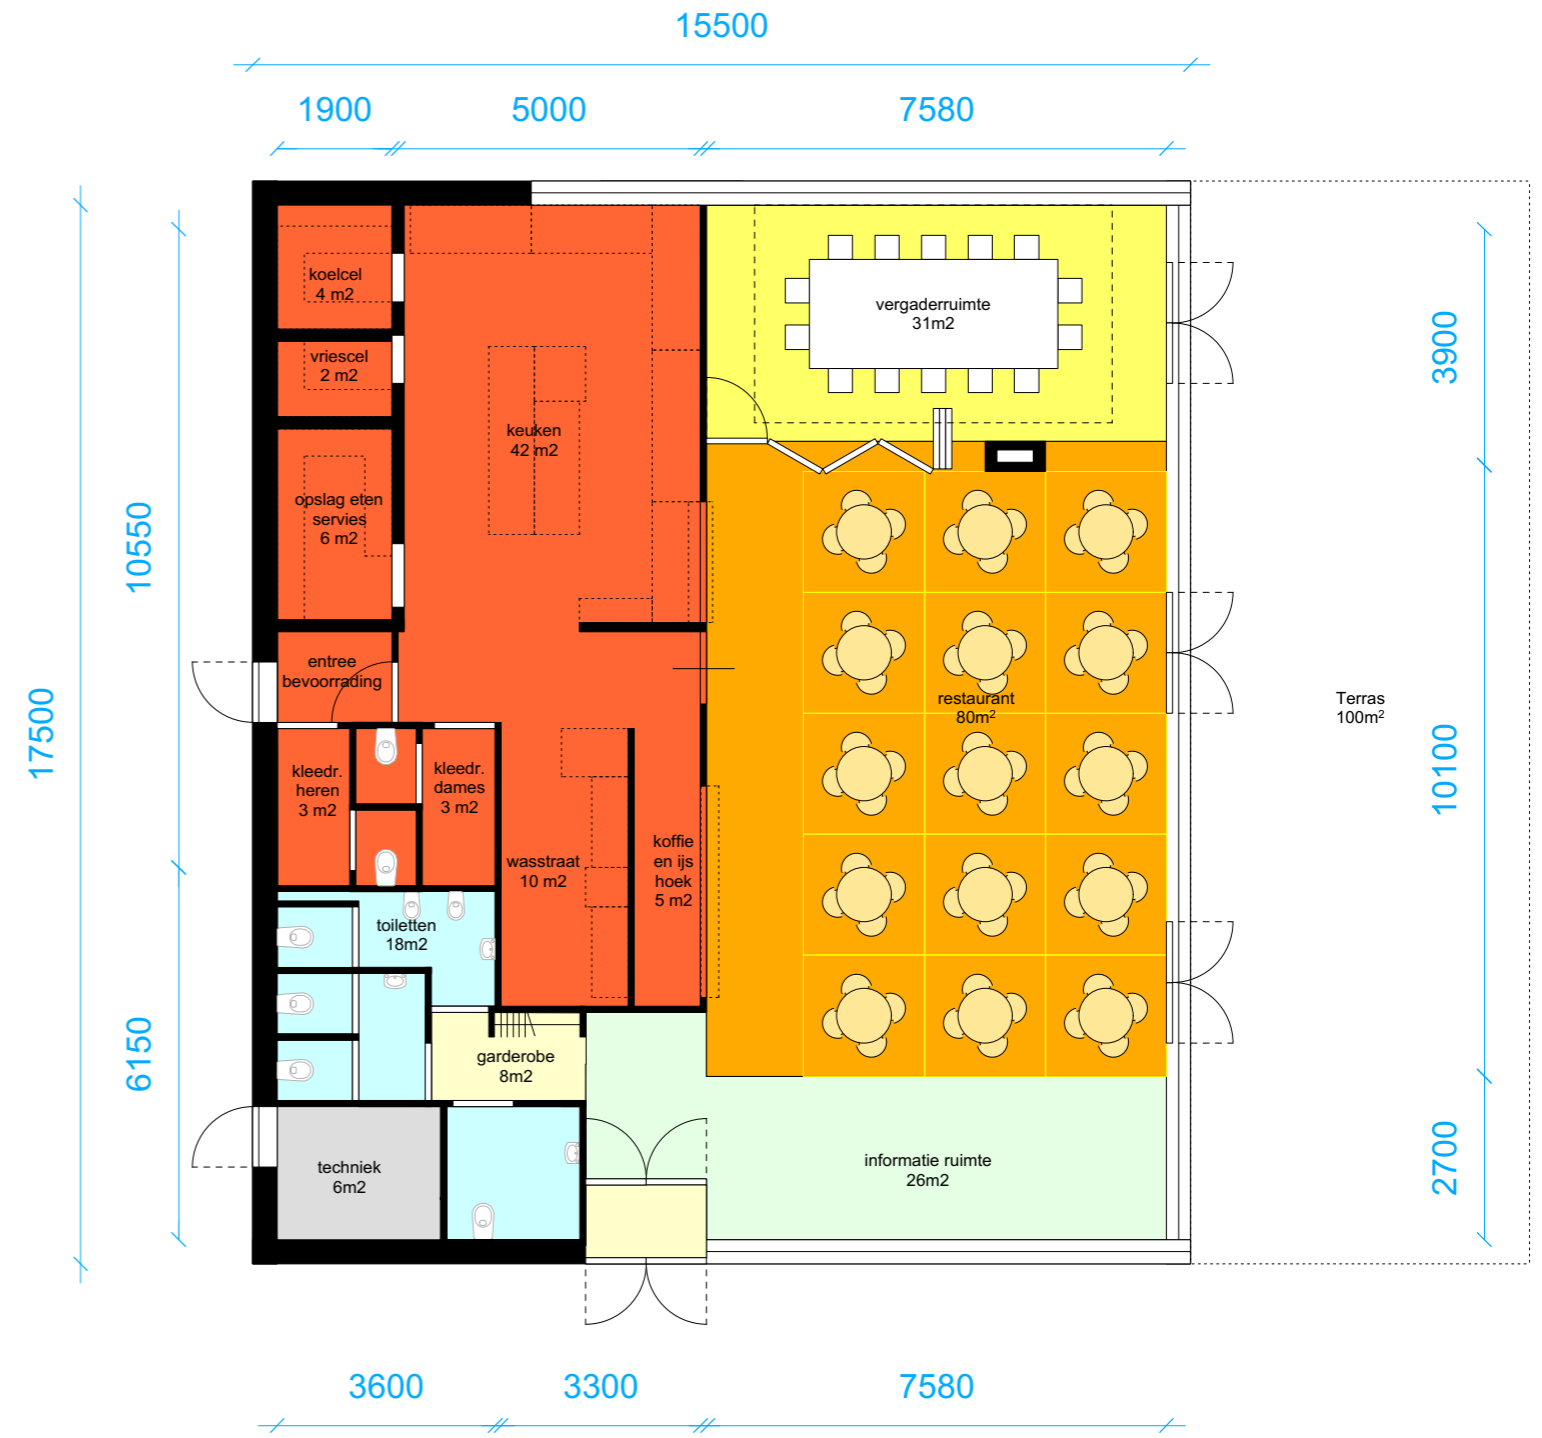 15500
1900
5000
7580
koelcel
4 m2
vergaderruimte
31m2
vriescel
2 m2
3900
keuken
42 m2
opslag eten
servies
6 m2
10550
entree
bevoorrading
restaurant
80m²
Terras
100m²
17500
kleedr.
heren
3 m2
kleedr.
dames
3 m2
10100
koffie
en ijs
hoek
5 m2
wasstraat
10 m2
toiletten
18m2
6150
garderobe
8m2
techniek
6m2
informatie ruimte
26m2
2700
3600
3300
7580